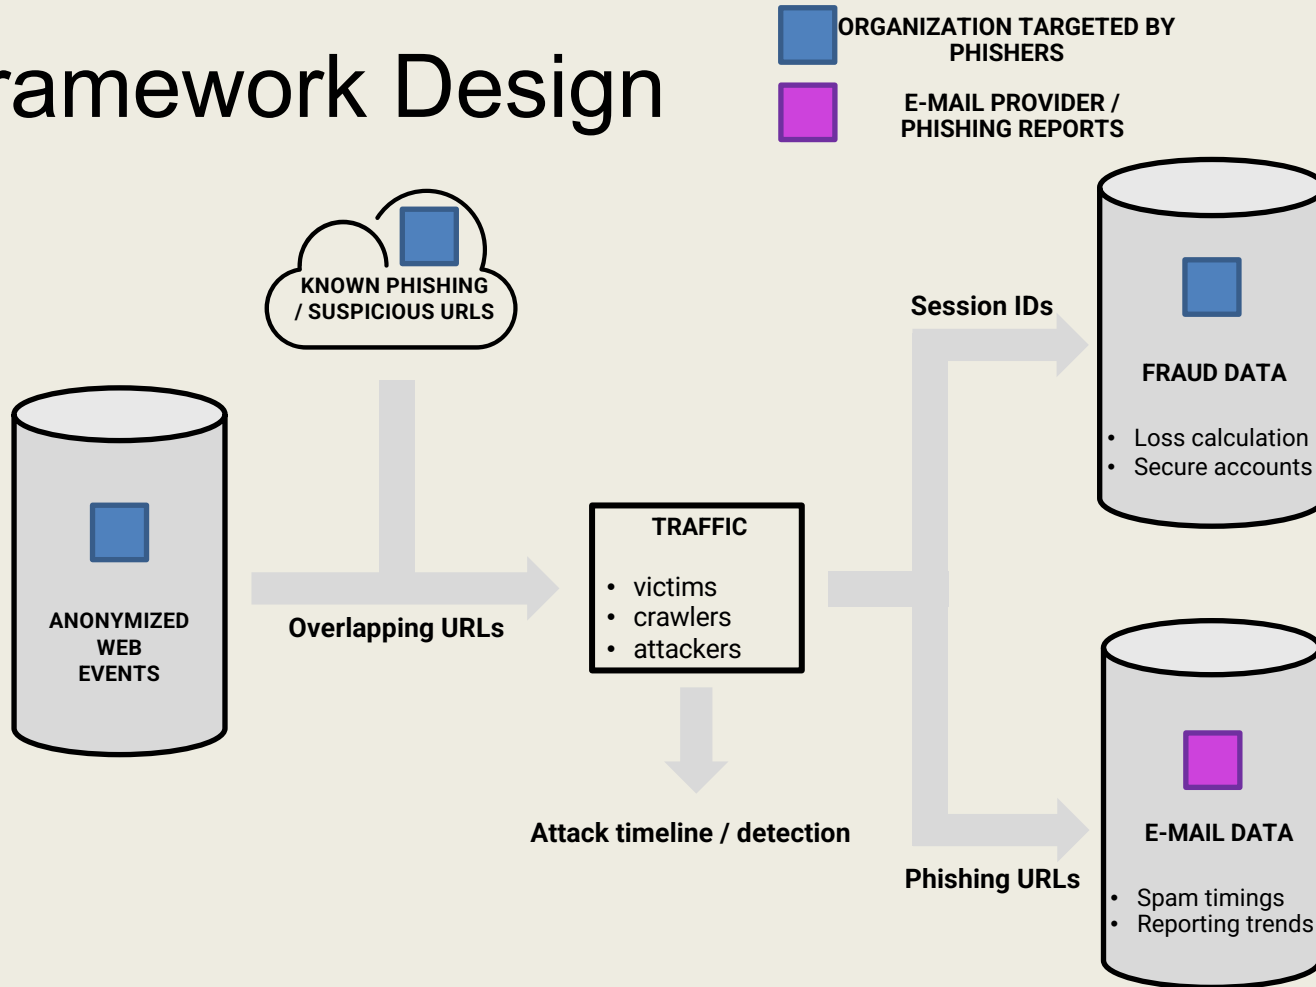 ramework Design
ORGANIZATION TARGETED BY
PHISHERS
E-MAIL PROVIDER /
PHISHING REPORTS
KNOWN PHISHING
/ SUSPICIOUS URLS
ANONYMIZED
WEB
EVENTS
Overlapping URLs
TRAFFIC
• victims
• crawlers
• attackers
Attack timeline / detection
Session IDs
FRAUD DATA
• Loss calculation
• Secure accounts
Phishing URLs
E-MAIL DATA
• Spam timings
• Reporting trends